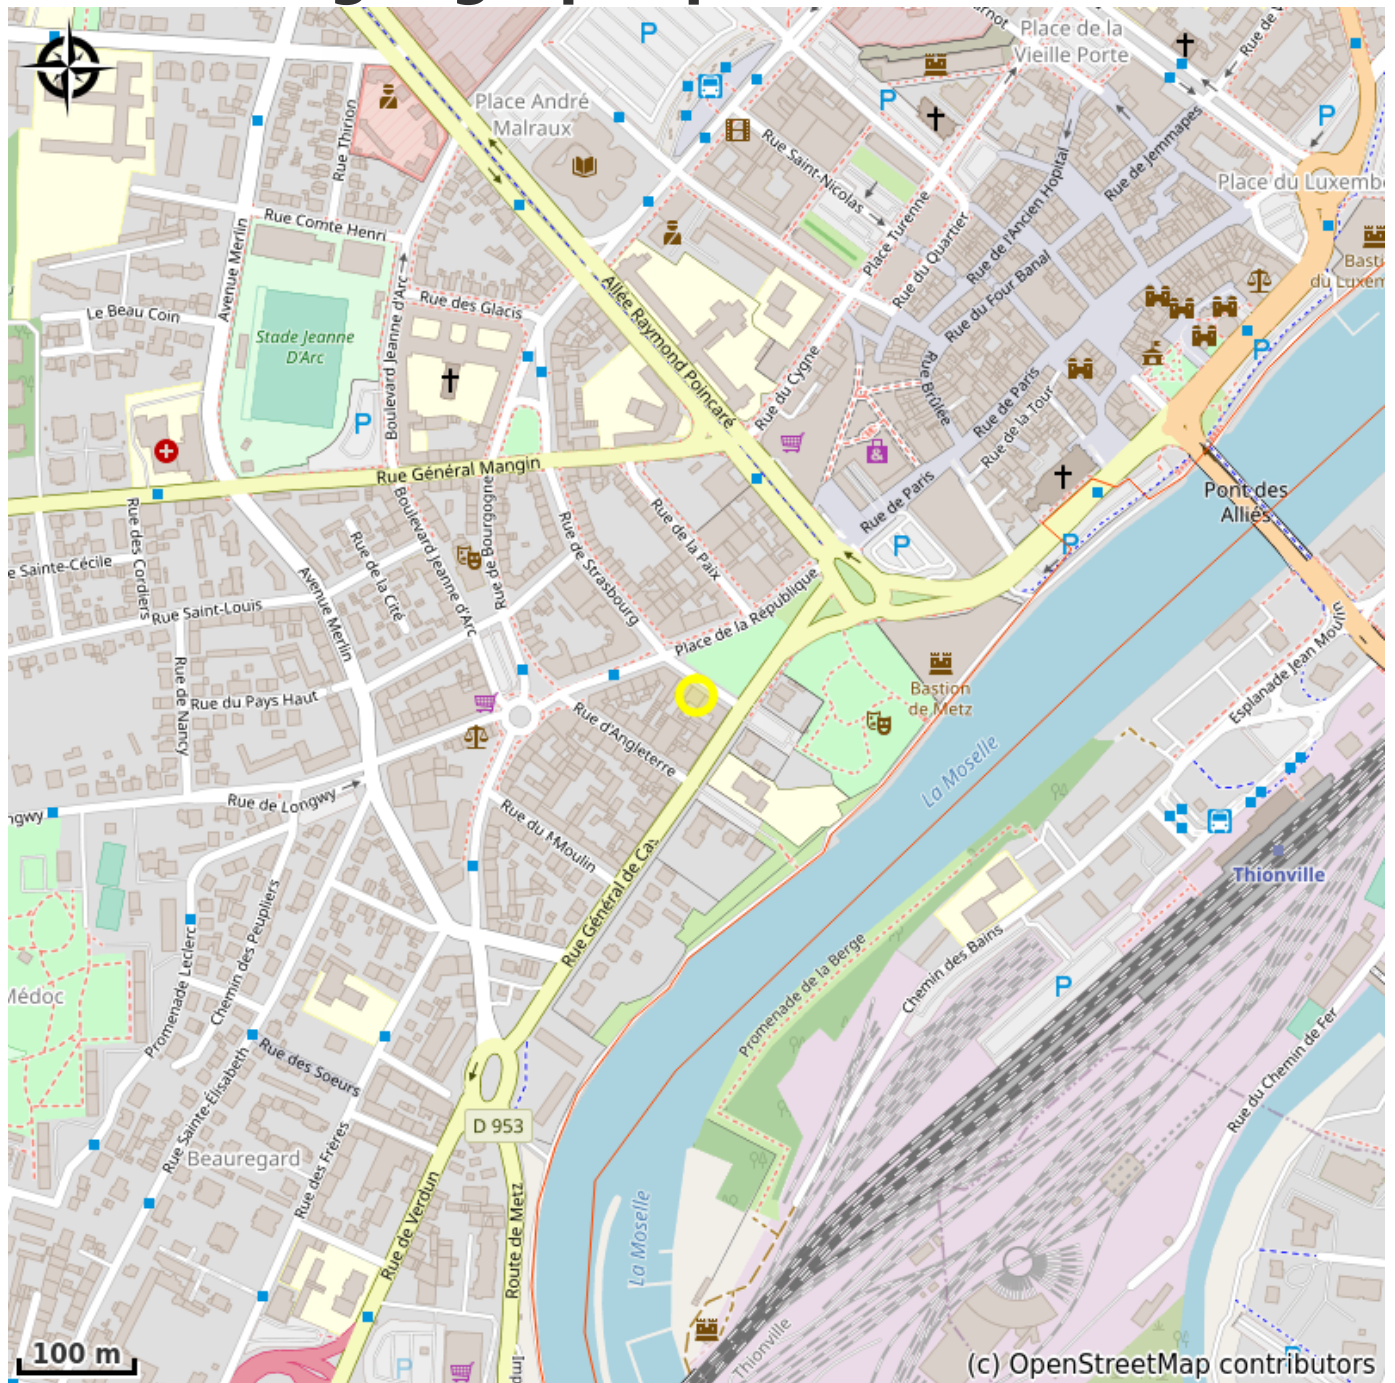 Place de la
Vieille Porte
Rue de
P
P
P
Place André
Malraux
Rue Thirion
Rue Saint-Nicolas
Rue de Jemmapes
Place du Luxembo
Rue Comte Henri
Avenue Merlin
Place Turenne
Rue du Quartier
Rue de l'Ancien Hôpital
Rue du Four Banal
Bastion
du Luxem
Allée Raymond Poincaré
Rue des Glacis
Le Beau Coin
Stade Jeanne
D'Arc
Boulevard Jeanne d'Arc
Rue du Cygne
Rue Brûlée
Rue de Paris
Rue de la Tour
P
P
Rue Général Mangin
Rue de Paris
Pont des
Alliés
P
P
Rue des Cordiers
e Sainte-Cécile
Rue Saint-Louis
Rue de la Cité
Boulevard Jeanne d'Arc
Rue de Bourgogne
Rue de Strasbourg
Rue de la Paix
Place de la République
Avenue Merlin
Rue de Nancy
Rue du Pays Haut
Rue d'Angleterre
Bastion
de Metz
La Moselle
Esplanade Jean Moulin
ngwy
Rue de Longwy
Rue du Moulin
Rue Général de Cas
Thionville
Médoc
Promenade Leclerc
Chemin des Peupliers
Promenade de la Berge
Chemin des Bains
P
Rue des Soeurs
Rue Sainte-Élisabeth
Rue du Chemin de Fer
D 953
Beauregard
Rue des Frères
Rue de Verdun
Route de Metz
La Moselle
Thionville
P
100 m
(c) OpenStreetMap contributors